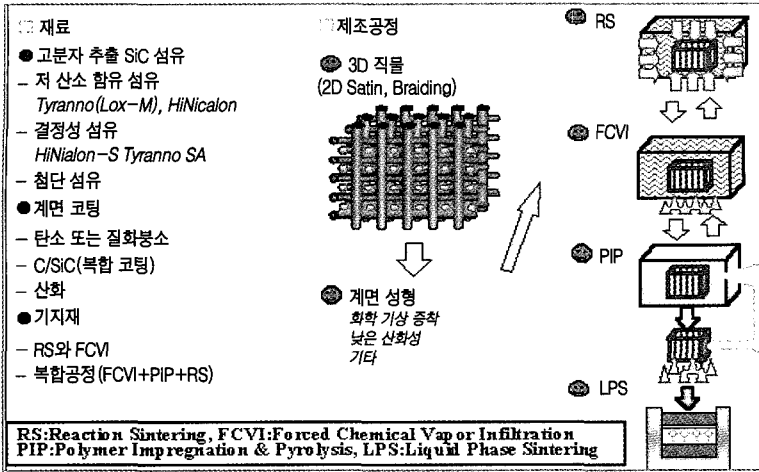 재료
● 고분자 추출 SiC 섬유
– 저 산소 함유 섬유
Tyranno(Lox-M), HiNicalon
– 결정성 섬유
HiNialon-S Tyranno SA
– 첨단 섬유
● 계면 코팅
– 탄소 또는 질화붕소
– C/SiC(복합 코팅)
– 산화
● 기지재
– RS와 FCVI
– 복합공정(FCVI+PIP+RS)
제조공정
3D 직물
(2D Satin, Braiding)
계면 성형
화학 기상 증착
낮은 산화성
기타
RS
FCVI
PIP
LPS
RS:Reaction Sintering, FCVI:Forced Chemical Vapor Infiltration
PIP:Polymer Impregnation & Pyrolysis, LPS:Liquid Phase Sintering